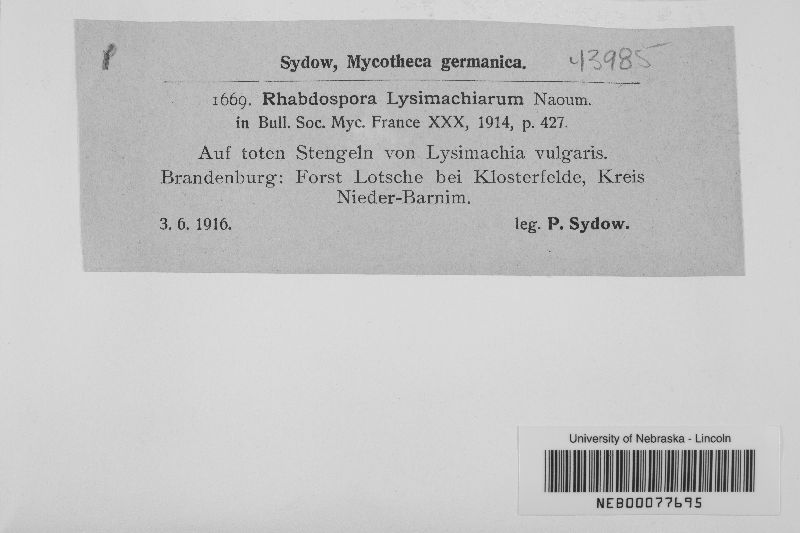 P
Sydow, Mycotheca germanica. 43985
1669. Rhabdospora Lysimachiarum Naoum.
in Bull. Soc. Myc. France XXX, 1914, p. 427.
Auf toten Stengeln von Lysimachia vulgaris.
Brandenburg: Forst Lotsche bei Klosterfelde, Kreis
Nieder-Barnim.
3. 6. 1916. leg. P. Sydow.
University of Nebraska - Lincoln
NEB00077695